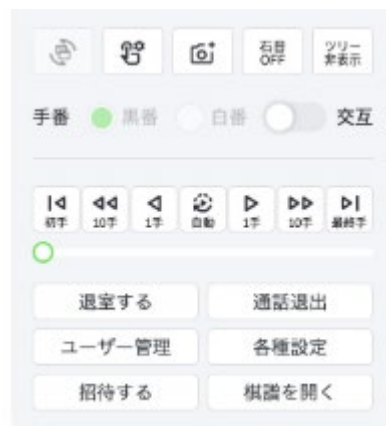 石音
OFF
ツリー
非表示
手番
黒番
白番
交互
初手
10手
1手
自動
1手
10手
最終手
退室する
通話退出
ユーザー管理
各種設定
招待する
棋譜を開く